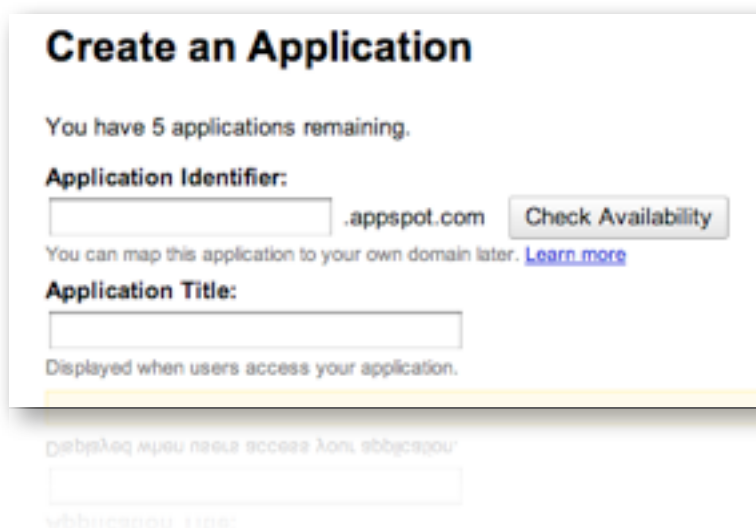 Create an Application
You have 5 applications remaining.
Application Identifier:
.appspot.com Check Availability
You can map this application to your own domain later. Learn more
Application Title:
Displayed when users access your application.